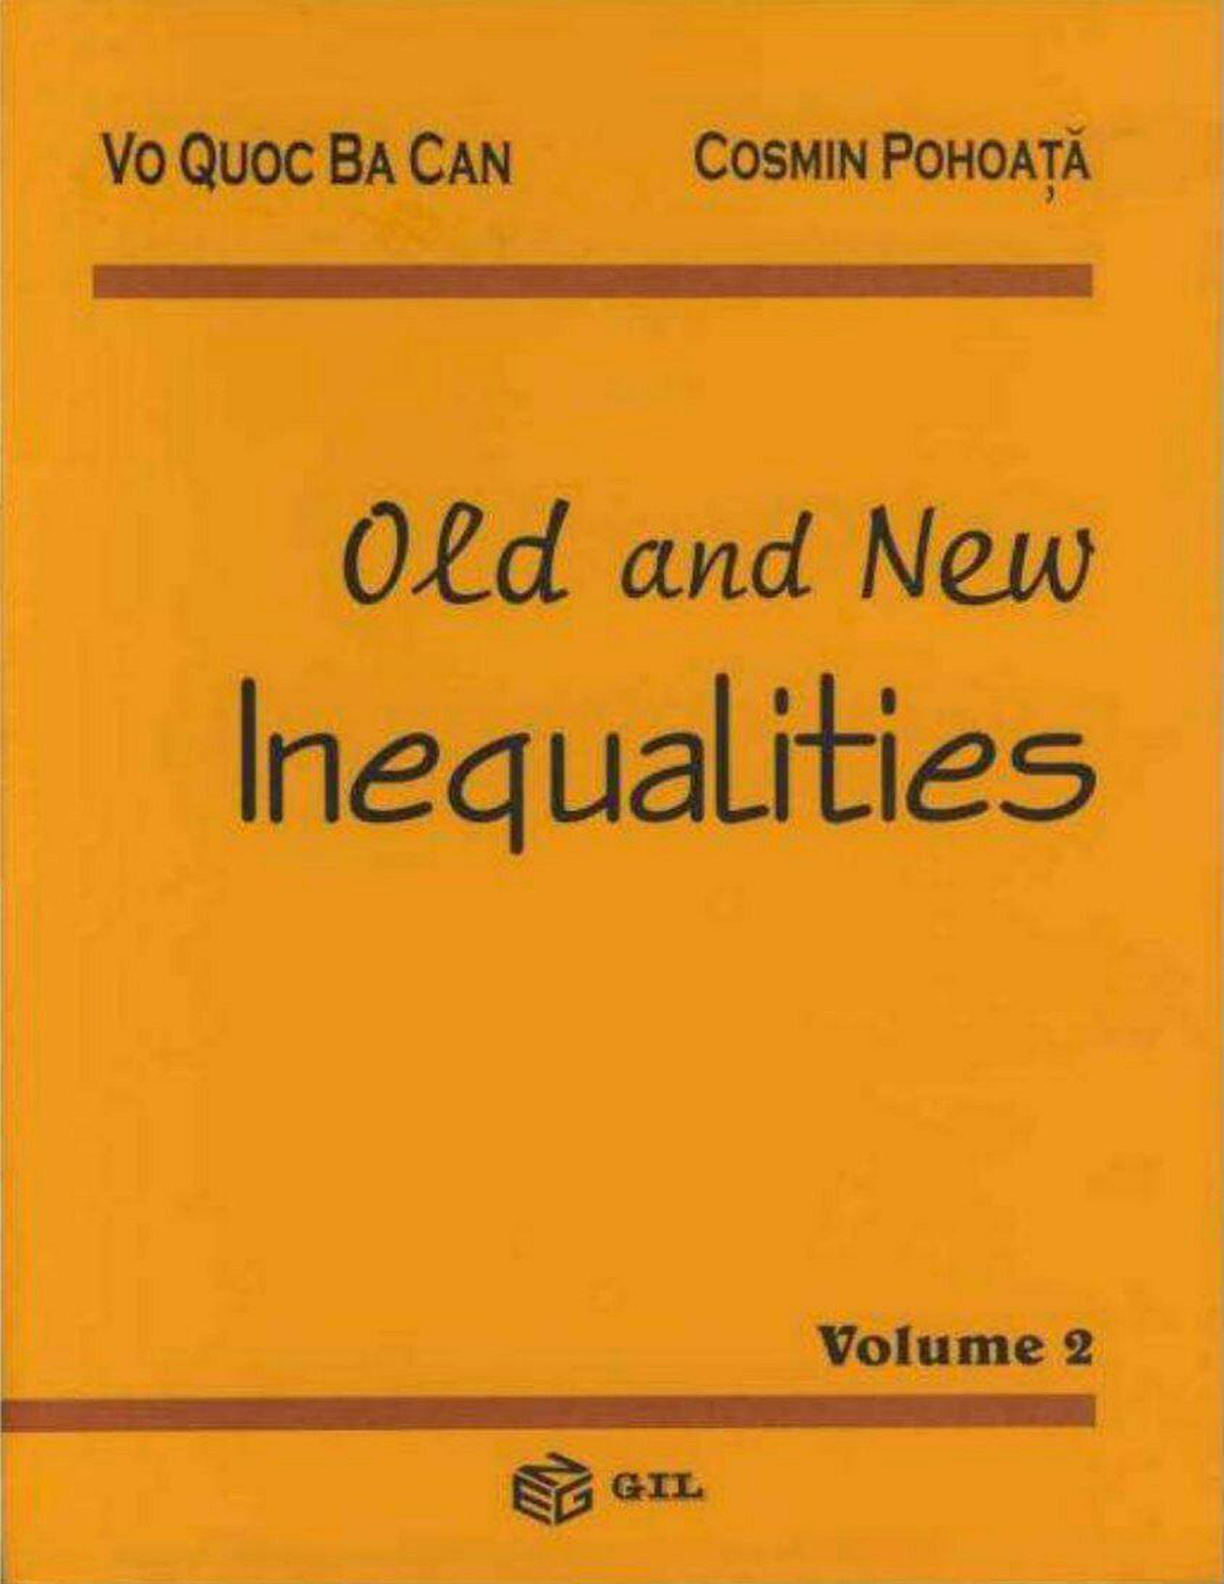 VO QUOC BA CAN COSMIN POHOAȚĂ
Old and New
Inequalities
Volume 2
GIL